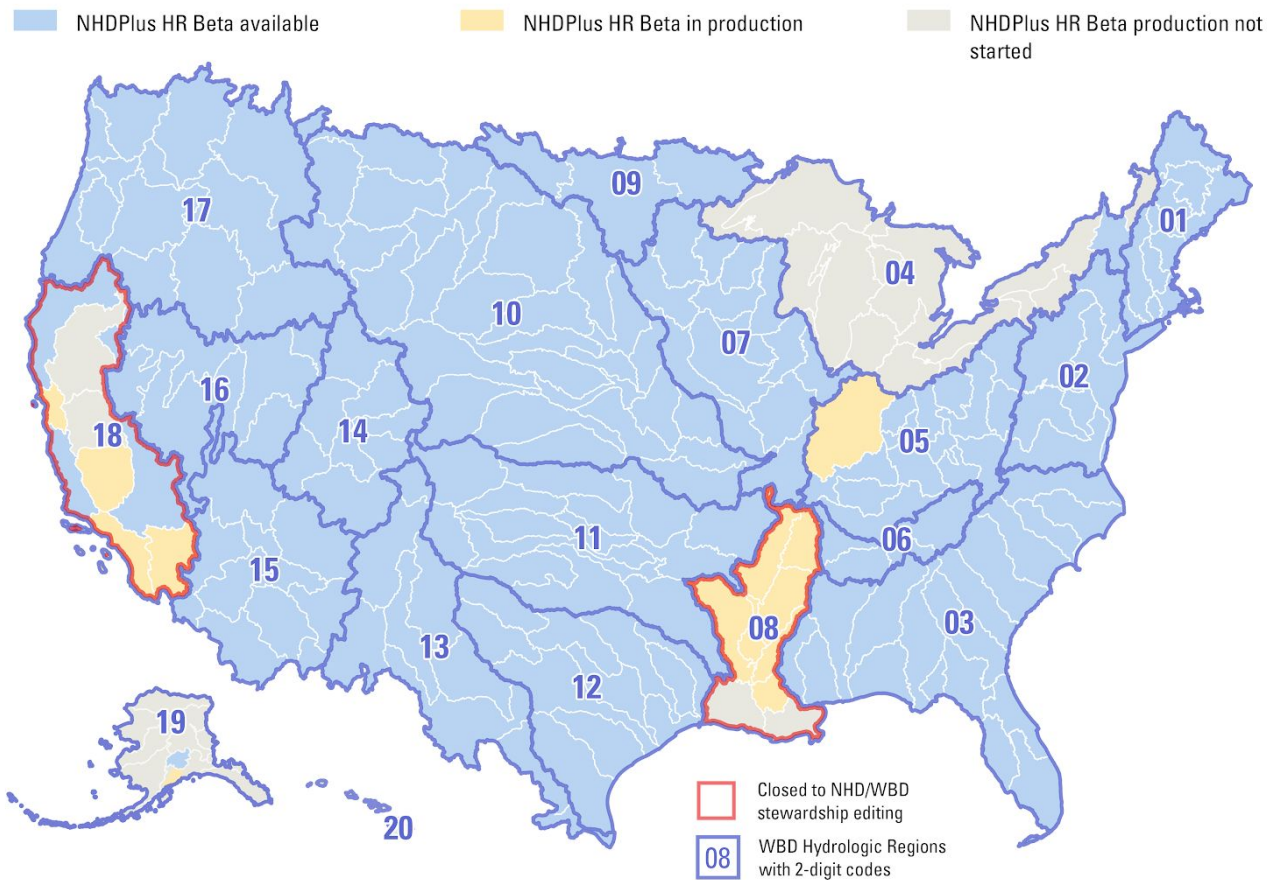 NHDPlus HR Beta available
NHDPlus HR Beta in production
NHDPlus HR Beta production not
started
09
01
17
04
10
07
02
16
18
14
05
11
06
15
03
08
13
12
19
20
Closed to NHD/WBD
stewardship editing
08
WBD Hydrologic Regions
with 2-digit codes